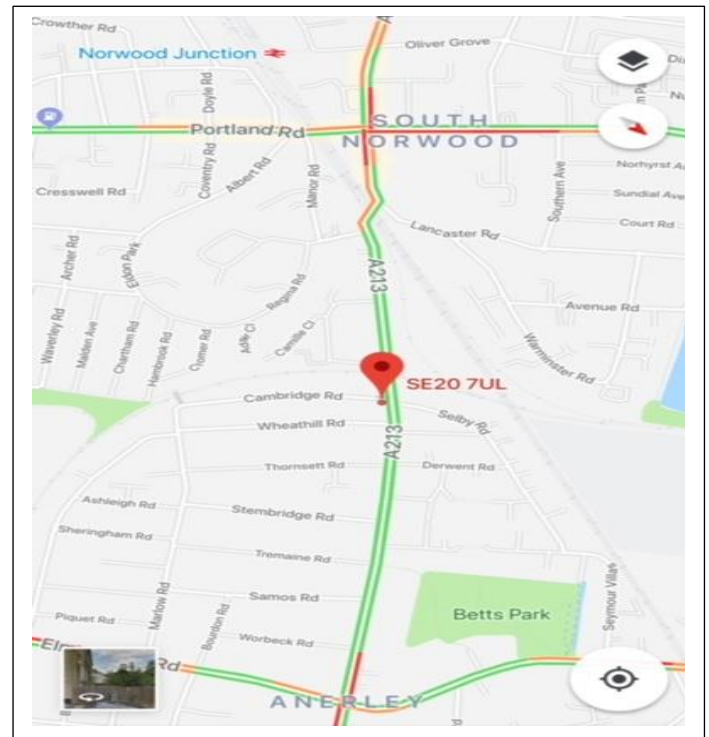 Crowther Rd
Norwood Junction
Oliver Grove
Doyle Rd
Portland Rd
SOUTH
NORWOOD
Coventry Rd
Albert Rd
Manor Rd
Cresswell Rd
Southern Ave
Norhyrst A
Sundial Ave
Court Rd
Lancaster Rd
Archer Rd
Eldon Park
A213
Regina Rd
Avenue Rd
Waverley Rd
Malden Ave
Chartham Rd
Hambrook Rd
Cromer Rd
Camille Cl
Warminster Rd
SE20 7UL
Cambridge Rd
Selby Rd
Wheathill Rd
A213
Thornsett Rd
Derwent Rd
Ashleigh Rd
Stembridge Rd
Sheringham Rd
Tremaine Rd
Marlow Rd
Samos Rd
Seymour Villas
Betts Park
Piquet Rd
Bourdon Rd
Worbeck Rd
Rd
ANERLEY